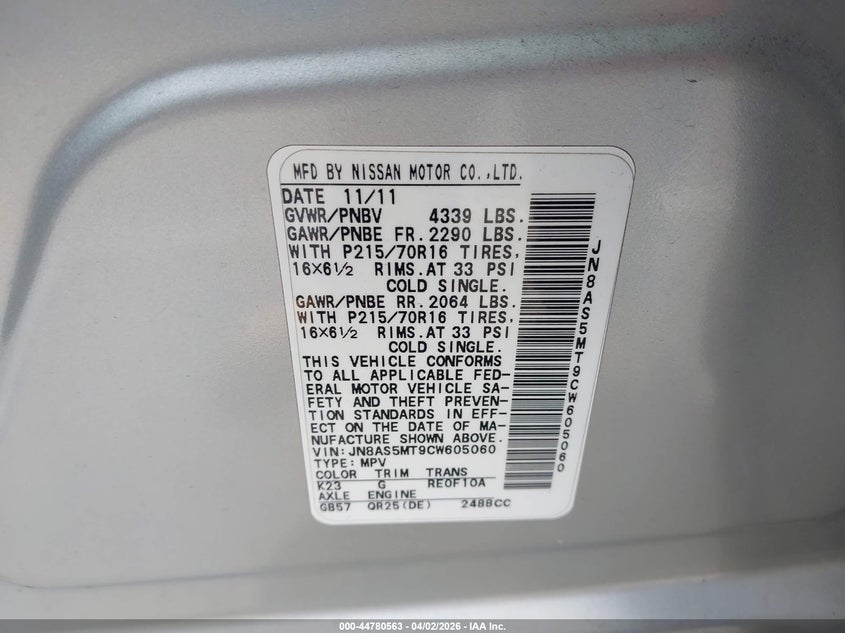 MFD BY NISSAN MOTOR CO.,LTD.
DATE 11/11
GVWR/PNBV 4339 LBS.
GAWR/PNBE FR. 2290 LBS.
WITH P215/70R16 TIRES,
16×6½ RIMS.AT 33 PSI
COLD SINGLE.
GAWR/PNBE RR. 2064 LBS.
WITH P215/70R16 TIRES,
16×6½ RIMS.AT 33 PSI
COLD SINGLE.
THIS VEHICLE CONFORMS
TO ALL APPLICABLE FED-
ERAL MOTOR VEHICLE SA-
FETY AND THEFT PREVEN-
TION STANDARDS IN EFF-
ECT ON THE DATE OF MA-
NUFACTURE SHOWN ABOVE.
VIN:JN8AS5MT9CW605060
TYPE:MPV
COLOR TRIM TRANS
K23 G RE0F10A
AXLE ENGINE
GB57 QR25(DE) 2488CC
JN8AS5MT9CW605060
000-44780563 - 04/02/2026 - IAA Inc.